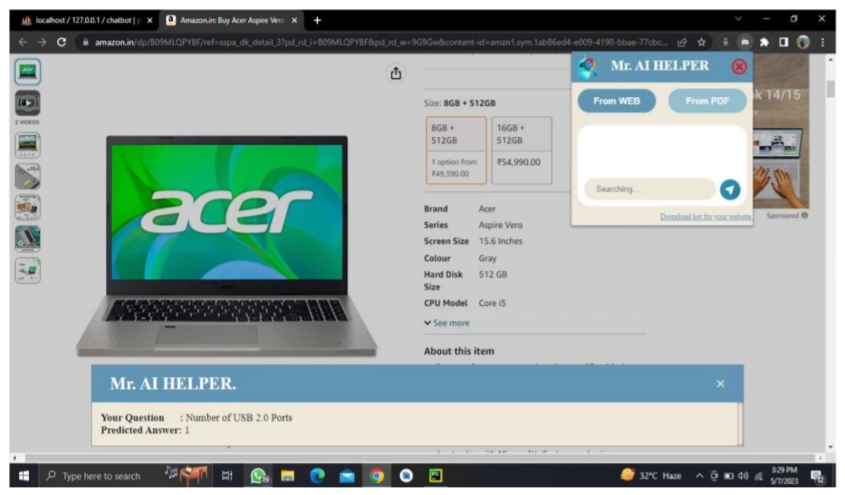 localhost / 127.0.0.1 / chatbot | p
Amazon.in: Buy Acer Aspire Vero
amazon.in/dp/B09MLQPYBF/ref=sspa_dk_detail_3?pd_rd_i=B09MLQPYBF&pd_rd_w=9G9Gw&content-id=amzn1.sym.1ab86ed4-e009-4190-bbae-77cbc...
Mr. AI HELPER
From WEB
From PDF
k 14/15
Searching...
Download bot for your website.
Sponsored
2 VIDEOS
acer
Size: 8GB + 512GB
8GB +
512GB
1 option from
₹49,390.00
16GB +
512GB
₹54,990.00
Brand Acer
Series Aspire Vero
Screen Size 15.6 Inches
Colour Gray
Hard Disk 512 GB
Size
CPU Model Core i5
See more
About this item
Mr. AI HELPER.
Your Question : Number of USB 2.0 Ports
Predicted Answer: 1
Type here to search
32°C Haze
3:29 PM
5/7/2023